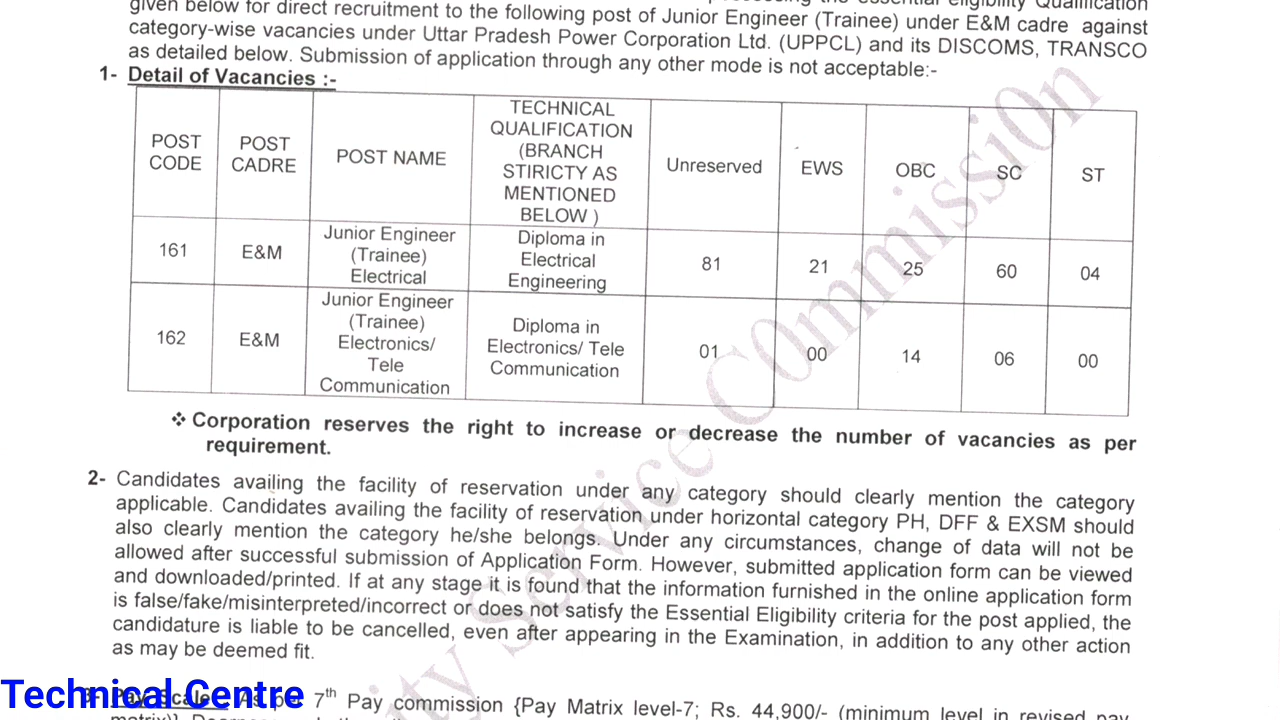 given below for direct recruitment to the following post of Junior Engineer (Trainee) under E&M cadre against
category-wise vacancies under Uttar Pradesh Power Corporation Ltd. (UPPCL) and its DISCOMS, TRANSCO
as detailed below. Submission of application through any other mode is not acceptable:-
1- Detail of Vacancies :-
POST CODE POST CADRE POST NAME TECHNICAL QUALIFICATION (BRANCH STIRICTY AS MENTIONED BELOW ) Unreserved EWS OBC SC ST
161 E&M Junior Engineer (Trainee) Electrical Diploma in Electrical Engineering 81 21 25 60 04
162 E&M Junior Engineer (Trainee) Electronics/ Tele Communication Diploma in Electronics/ Tele Communication 01 00 14 06 00
❖ Corporation reserves the right to increase or decrease the number of vacancies as per
requirement.
2- Candidates availing the facility of reservation under any category should clearly mention the category
applicable. Candidates availing the facility of reservation under horizontal category PH, DFF & EXSM should
also clearly mention the category he/she belongs. Under any circumstances, change of data will not be
allowed after successful submission of Application Form. However, submitted application form can be viewed
and downloaded/printed. If at any stage it is found that the information furnished in the online application form
is false/fake/misinterpreted/incorrect or does not satisfy the Essential Eligibility criteria for the post applied, the
candidature is liable to be cancelled, even after appearing in the Examination, in addition to any other action
as may be deemed fit.
3- Pay Scale As per 7th Pay commission {Pay Matrix level-7; Rs. 44,900/- (minimum level in revised pay
Technical Centre
Service C0mmissi0n